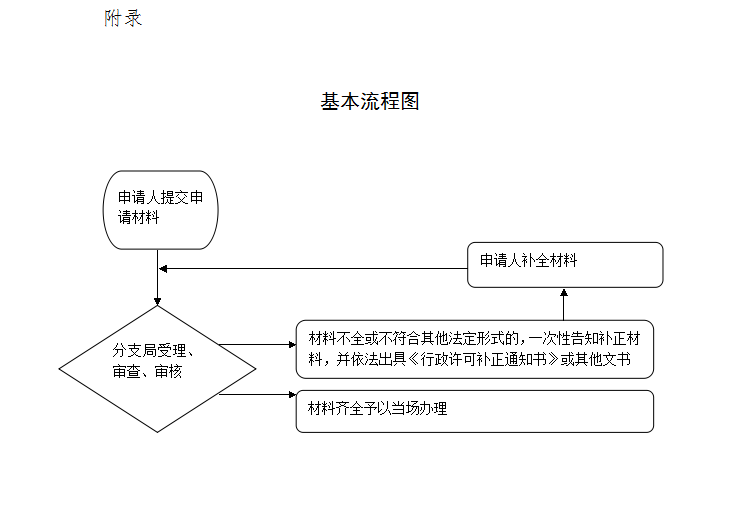 附录
基本流程图
申请人提交申
请材料
申请人补全材料
分支局受理、
审查、审核
材料不全或不符合其他法定形式的，一次性告知补正材
料，并依法出具《行政许可补正通知书》或其他文书
材料齐全予以当场办理